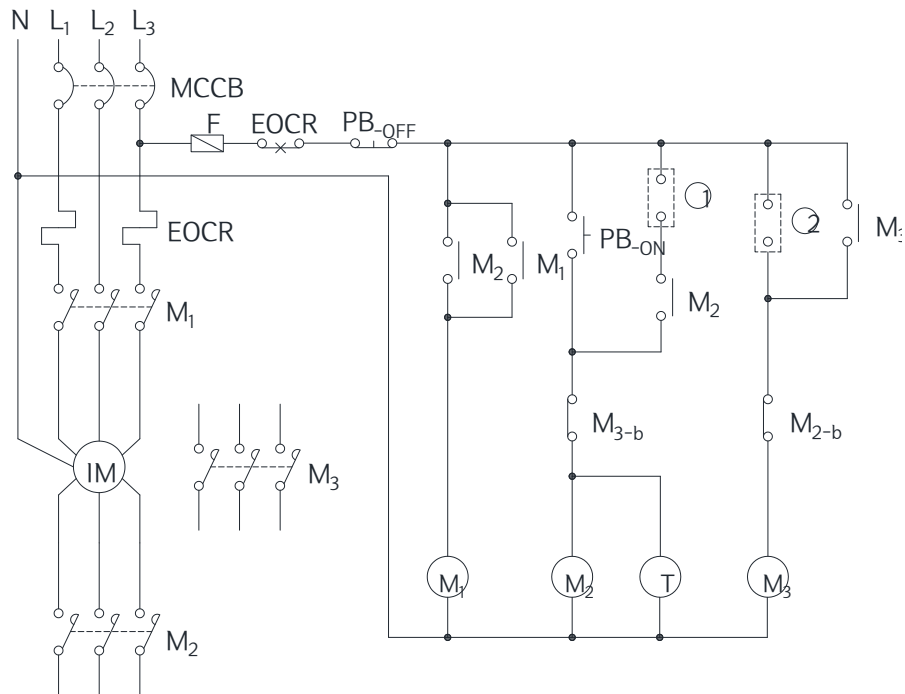 N L₁ L₂ L₃
MCCB
F EOCR PB-OFF
① 
EOCR
M₂ M₁ PB-ON ② M₃
M₁ M₂
M₃-b M₂-b
IM M₃
M₁ M₂ T M₃
M₂